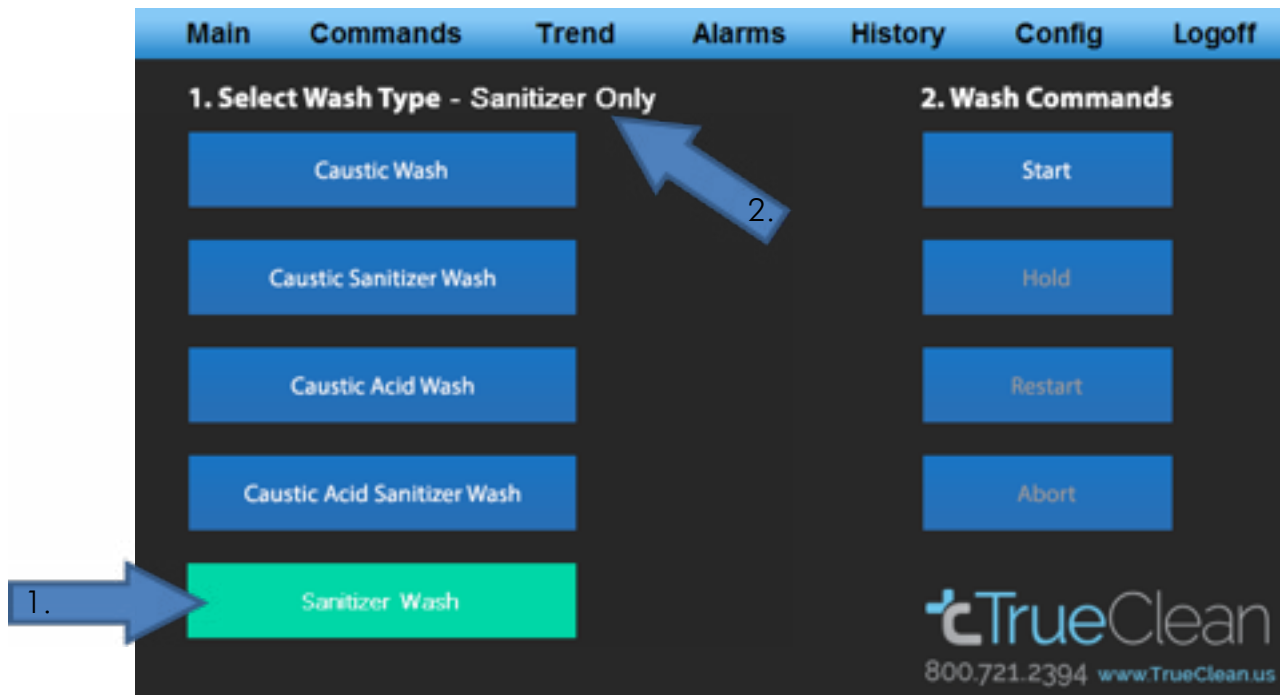 Main Commands Trend Alarms History Config Logoff
1. Select Wash Type - Sanitizer Only
2. Wash Commands
Caustic Wash
Start
2.
Caustic Sanitizer Wash
Hold
Caustic Acid Wash
Restart
Caustic Acid Sanitizer Wash
Abort
1.
Sanitizer Wash
TrueClean
800.721.2394 www.TrueClean.us